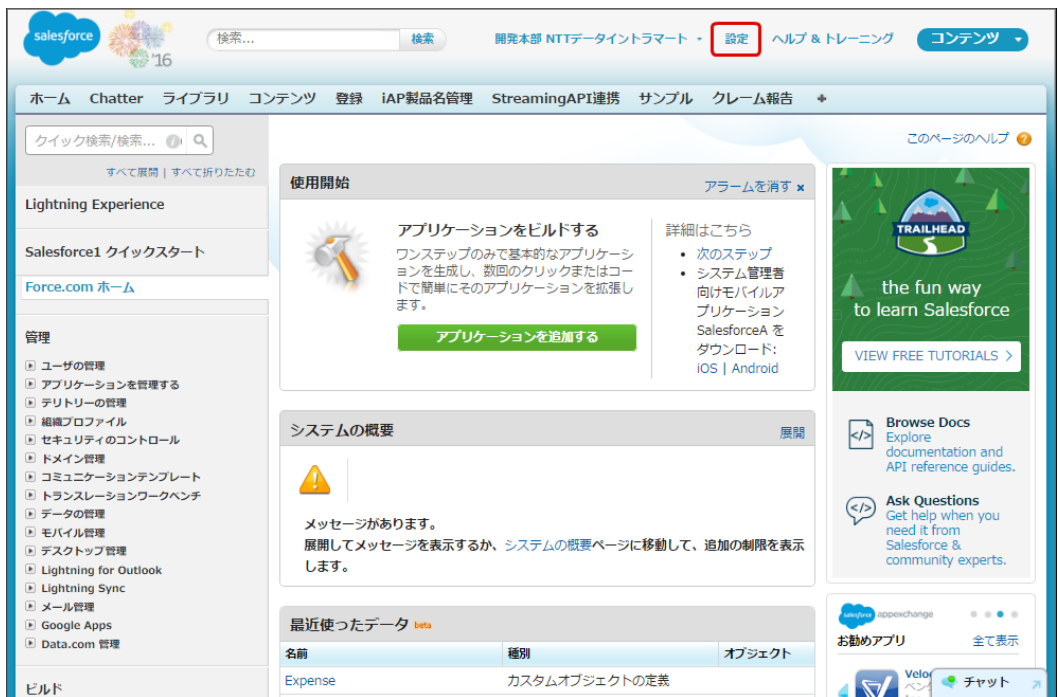 salesforce
'16
検索...
検索
開発本部 NTTデータイントラマート
設定
ヘルプ & トレーニング
コンテンツ
ホーム Chatter ライブラリ コンテンツ 登録 iAP製品名管理 StreamingAPI連携 サンプル クレーム報告 +
クイック検索/検索...
すべて展開 | すべて折りたたむ
Lightning Experience
Salesforce1 クイックスタート
Force.com ホーム
管理
ユーザの管理
アプリケーションを管理する
テリトリーの管理
組織プロファイル
セキュリティのコントロール
ドメイン管理
コミュニケーションテンプレート
トランスレーションワークベンチ
データの管理
モバイル管理
デスクトップ管理
Lightning for Outlook
Lightning Sync
メール管理
Google Apps
Data.com 管理
ビルド
このページのヘルプ ?
使用開始
アラームを消す ×
アプリケーションをビルドする
ワンステップのみで基本的なアプリケーシ
ョンを生成し、数回のクリックまたはコー
ドで簡単にそのアプリケーションを拡張し
ます。
アプリケーションを追加する
詳細はこちら
次のステップ
システム管理者
向けモバイルア
プリケーション
SalesforceA を
ダウンロード:
iOS | Android
システムの概要
展開
メッセージがあります。
展開してメッセージを表示するか、システムの概要ページに移動して、追加の制限を表示
します。
最近使ったデータ beta
名前 種別 オブジェクト
Expense カスタムオブジェクトの定義
TRAILHEAD
the fun way
to learn Salesforce
VIEW FREE TUTORIALS >
Browse Docs
Explore
documentation and
API reference guides.
Ask Questions
Get help when you
need it from
Salesforce &
community experts.
salesforce appexchange
お勧めアプリ
全て表示
チャット